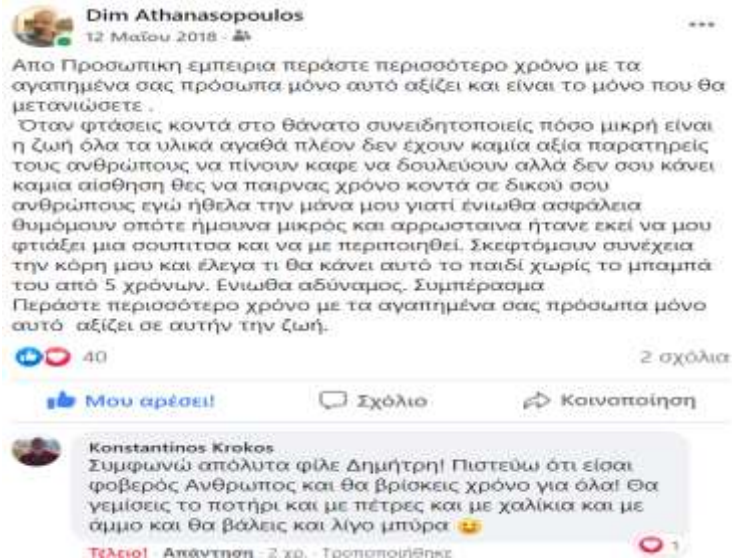 Dim Athanasopoulos
12 Μαΐου 2018 ·
Απο Προσωπικη εμπειρια περάστε περισσότερο χρόνο με τα
αγαπημένα σας πρόσωπα μόνο αυτό αξίζει και είναι το μόνο που θα
μετανιώσετε .
Όταν φτάσεις κοντά στο θάνατο συνειδητοποιείς πόσο μικρή είναι
η ζωή όλα τα υλικά αγαθά πλέον δεν έχουν καμία αξία παρατηρείς
τους ανθρώπους να πίνουν καφε να δουλεύουν αλλά δεν σου κάνει
καμια αίσθηση θες να παιρνας χρόνο κοντά σε δικού σου
ανθρώπους εγώ ήθελα την μάνα μου γιατί ένιωθα ασφάλεια
θυμόμουν οπότε ήμουνα μικρός και αρρωσταινα ήτανε εκεί να μου
φτιάξει μια σουπιτσα και να με περιποιηθεί. Σκεφτόμουν συνέχεια
την κόρη μου και έλεγα τι θα κάνει αυτό το παιδί χωρίς το μπαμπά
του από 5 χρόνων. Ενιωθα αδύναμος. Συμπέρασμα
Περάστε περισσότερο χρόνο με τα αγαπημένα σας πρόσωπα μόνο
αυτό αξίζει σε αυτήν την ζωή.
40 2 σχόλια
Μου αρέσει! Σχόλιο Κοινοποίηση
Konstantinos Krokos
Συμφωνώ απόλυτα φίλε Δημήτρη! Πιστεύω ότι είσαι
φοβερός Ανθρωπος και θα βρίσκεις χρόνο για όλα! Θα
γεμίσεις το ποτήρι και με πέτρες και με χαλίκια και με
άμμο και θα βάλεις και λίγο μπύρα 😉
1
Τέλειο! · Απάντηση · 2 χρ. · Τροποποιήθηκε